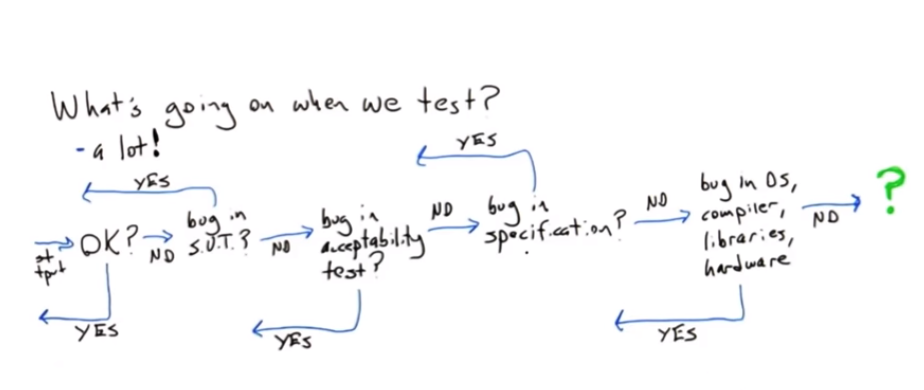 What's going on when we test?
- a lot!
YES
YES
OK?
NO
bug in
S.U.T.?
NO
bug in
acceptability
test?
NO
bug in
specification?
NO
bug in OS,
compiler,
libraries,
hardware
NO
?
YES
YES
YES